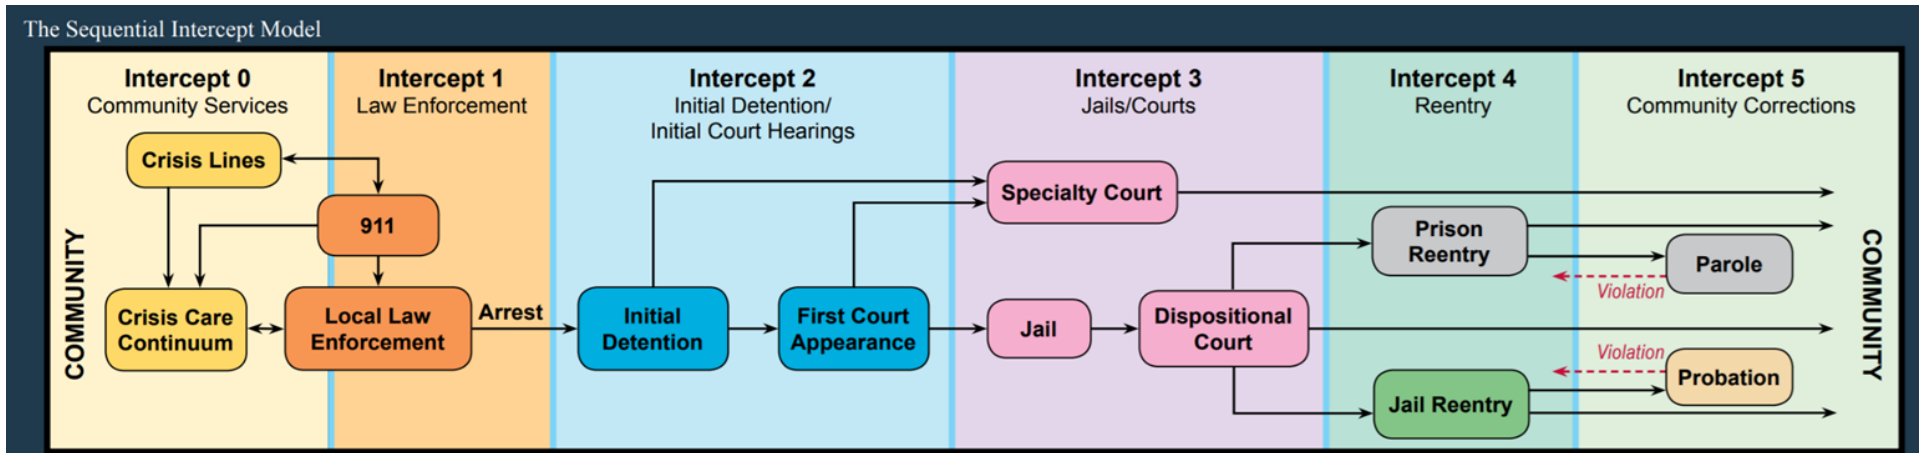 The Sequential Intercept Model
Intercept 0
Community Services
Intercept 1
Law Enforcement
Intercept 2
Initial Detention/
Initial Court Hearings
Intercept 3
Jails/Courts
Intercept 4
Reentry
Intercept 5
Community Corrections
COMMUNITY
Crisis Lines
911
Crisis Care
Continuum
Local Law
Enforcement
Arrest
Initial
Detention
First Court
Appearance
Specialty Court
Jail
Dispositional
Court
Prison
Reentry
Jail Reentry
Parole
Violation
Violation
Probation
COMMUNITY